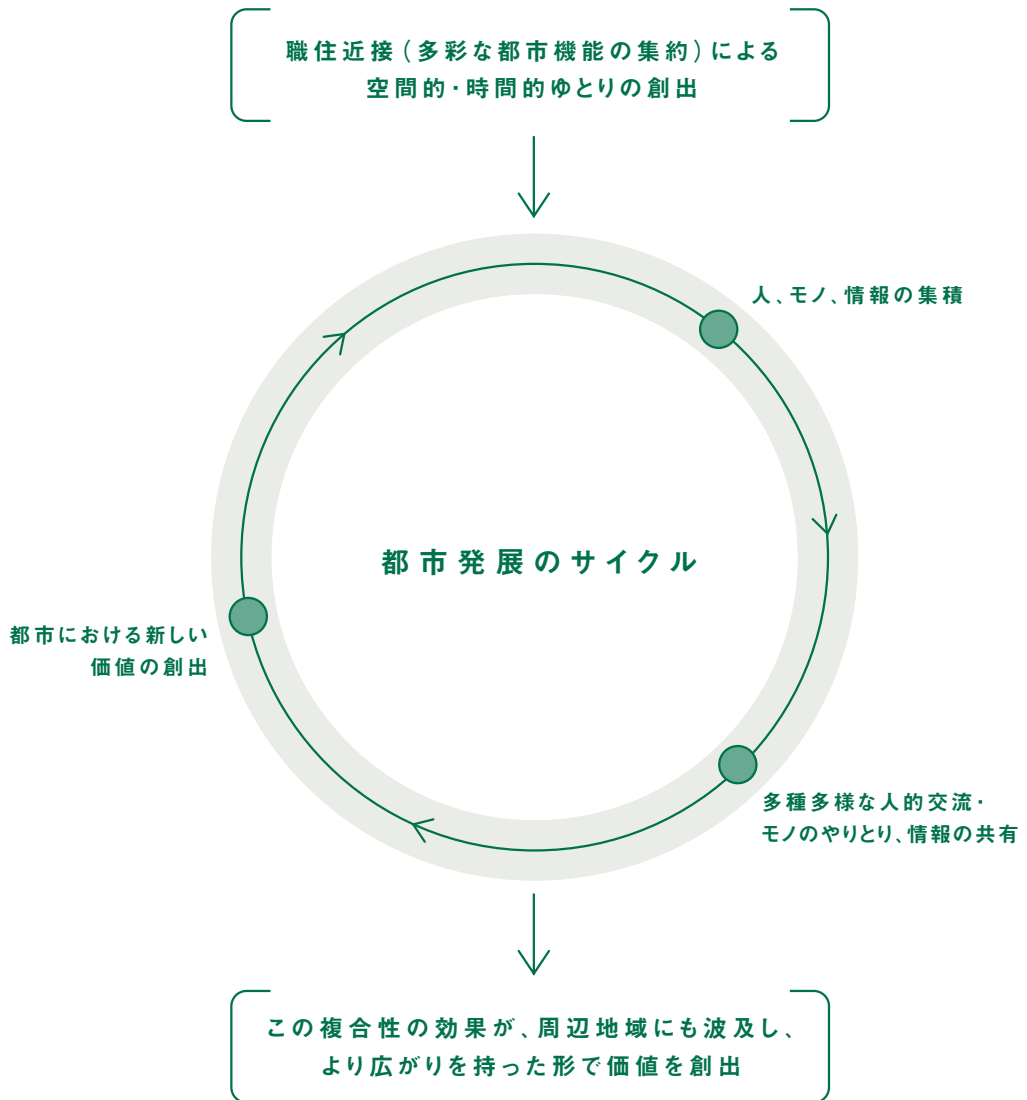 職住近接（多彩な都市機能の集約）による
空間的・時間的ゆとりの創出
人、モノ、情報の集積
都市発展のサイクル
都市における新しい
価値の創出
多種多様な人的交流・
モノのやりとり、情報の共有
この複合性の効果が、周辺地域にも波及し、
より広がりを持った形で価値を創出